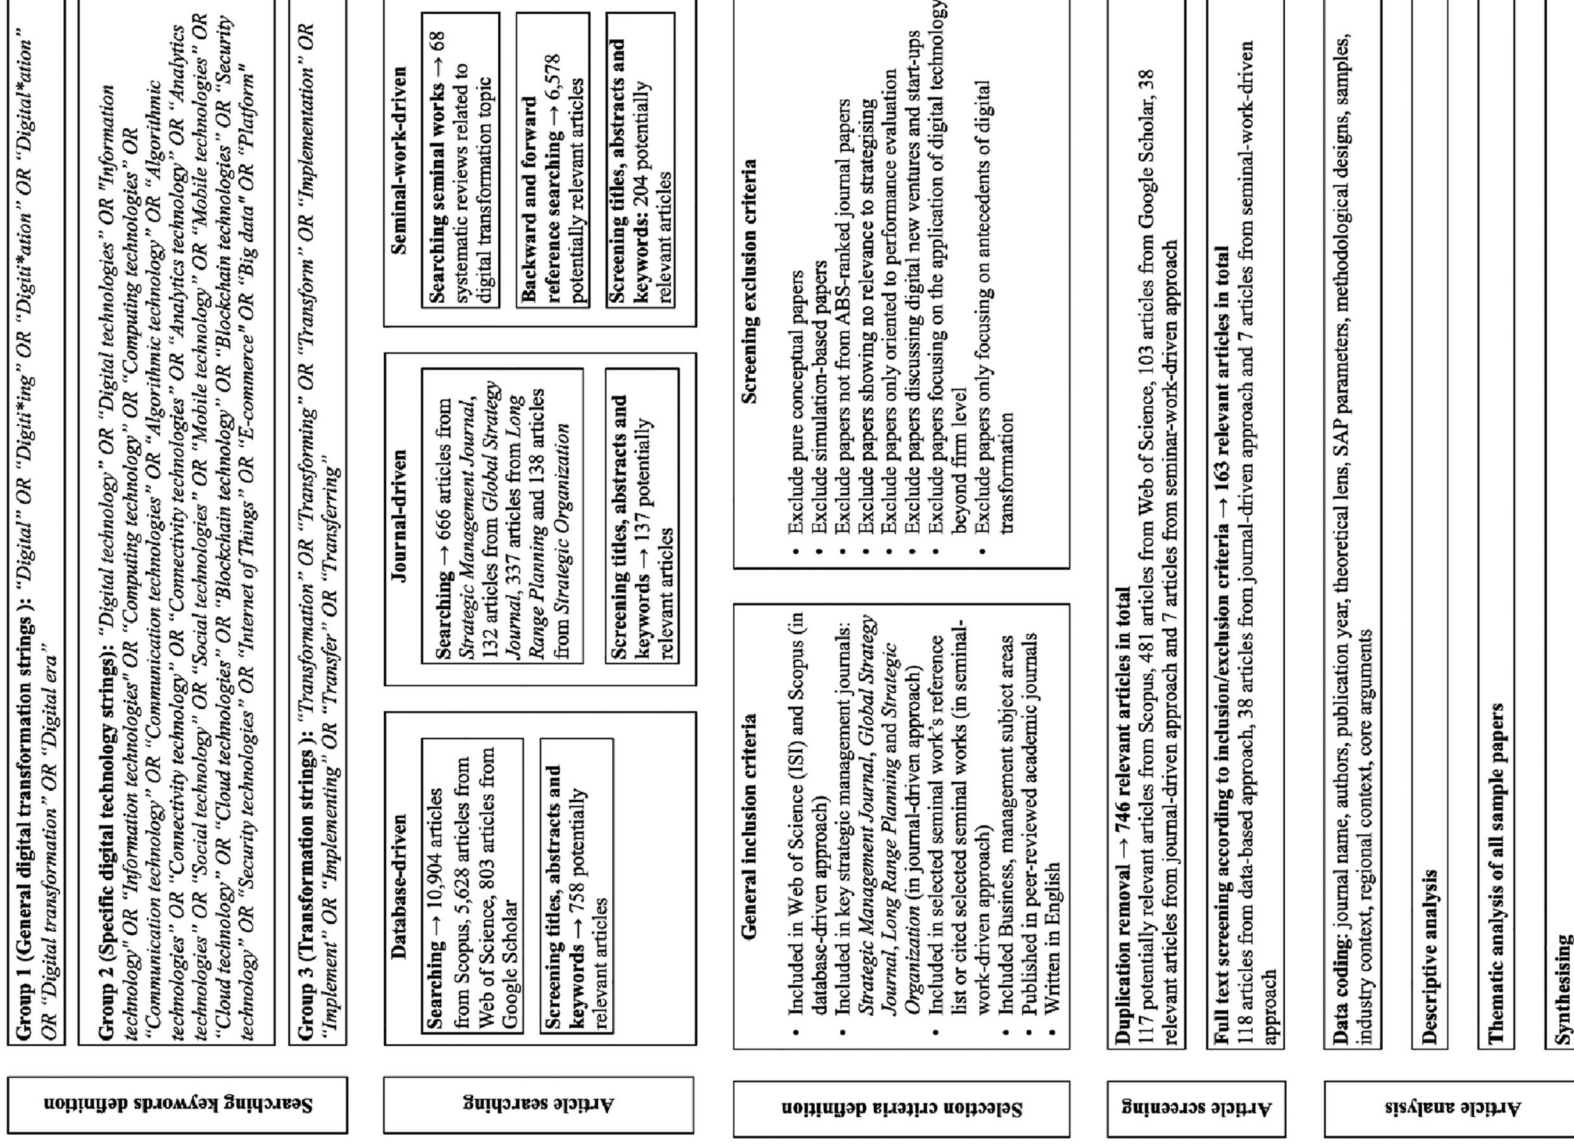 Searching keywords definition
Group 1 (General digital transformation strings ): "Digital" OR "Digiti*ing" OR "Digiti*ation" OR "Digital*ation"
OR "Digital transformation" OR "Digital era"
Group 2 (Specific digital technology strings): "Digital technology" OR "Digital technologies" OR "Information
technology" OR "Information technologies" OR "Computing technology" OR "Computing technologies" OR
"Communication technology" OR "Communication technologies" OR "Algorithmic technology" OR "Algorithmic
technologies" OR "Connectivity technology" OR "Connectivity technologies" OR "Analytics technology" OR "Analytics
technologies" OR "Social technology" OR "Social technologies" OR "Mobile technology" OR "Mobile technologies" OR
"Cloud technology" OR "Cloud technologies" OR "Blockchain technology" OR "Blockchain technologies" OR "Security
technology" OR "Security technologies" OR "Internet of Things" OR "E-commerce" OR "Big data" OR "Platform"
Group 3 (Transformation strings ): "Transformation" OR "Transforming" OR "Transform" OR "Implementation" OR
"Implement" OR "Implementing" OR "Transfer" OR "Transferring"
Article searching
Database-driven
Searching → 10,904 articles
from Scopus, 5,628 articles from
Web of Science, 803 articles from
Google Scholar
Screening titles, abstracts and
keywords → 758 potentially
relevant articles
Journal-driven
Searching → 666 articles from
Strategic Management Journal,
132 articles from Global Strategy
Journal, 337 articles from Long
Range Planning and 138 articles
from Strategic Organization
Screening titles, abstracts and
keywords → 137 potentially
relevant articles
Seminal-work-driven
Searching seminal works → 68
systematic reviews related to
digital transformation topic
Backward and forward
reference searching → 6,578
potentially relevant articles
Screening titles, abstracts and
keywords: 204 potentially
relevant articles
Selection criteria definition
General inclusion criteria
• Included in Web of Science (ISI) and Scopus (in
database-driven approach)
• Included in key strategic management journals:
Strategic Management Journal, Global Strategy
Journal, Long Range Planning and Strategic
Organization (in journal-driven approach)
• Included in selected seminal work's reference
list or cited selected seminal works (in seminal-
work-driven approach)
• Included Business, management subject areas
• Published in peer-reviewed academic journals
• Written in English
Screening exclusion criteria
• Exclude pure conceptual papers
• Exclude simulation-based papers
• Exclude papers not from ABS-ranked journal papers
• Exclude papers showing no relevance to strategising
• Exclude papers only oriented to performance evaluation
• Exclude papers discussing digital new ventures and start-ups
• Exclude papers focusing on the application of digital technology
beyond firm level
• Exclude papers only focusing on antecedents of digital
transformation
Article screening
Duplication removal → 746 relevant articles in total
117 potentially relevant articles from Scopus, 481 articles from Web of Science, 103 articles from Google Scholar, 38
relevant articles from journal-driven approach and 7 articles from seminar-work-driven approach
Full text screening according to inclusion/exclusion criteria → 163 relevant articles in total
118 articles from data-based approach, 38 articles from journal-driven approach and 7 articles from seminal-work-driven
approach
Article analysis
Data coding: journal name, authors, publication year, theoretical lens, SAP parameters, methodological designs, samples,
industry context, regional context, core arguments
Descriptive analysis
Thematic analysis of all sample papers
Synthesising